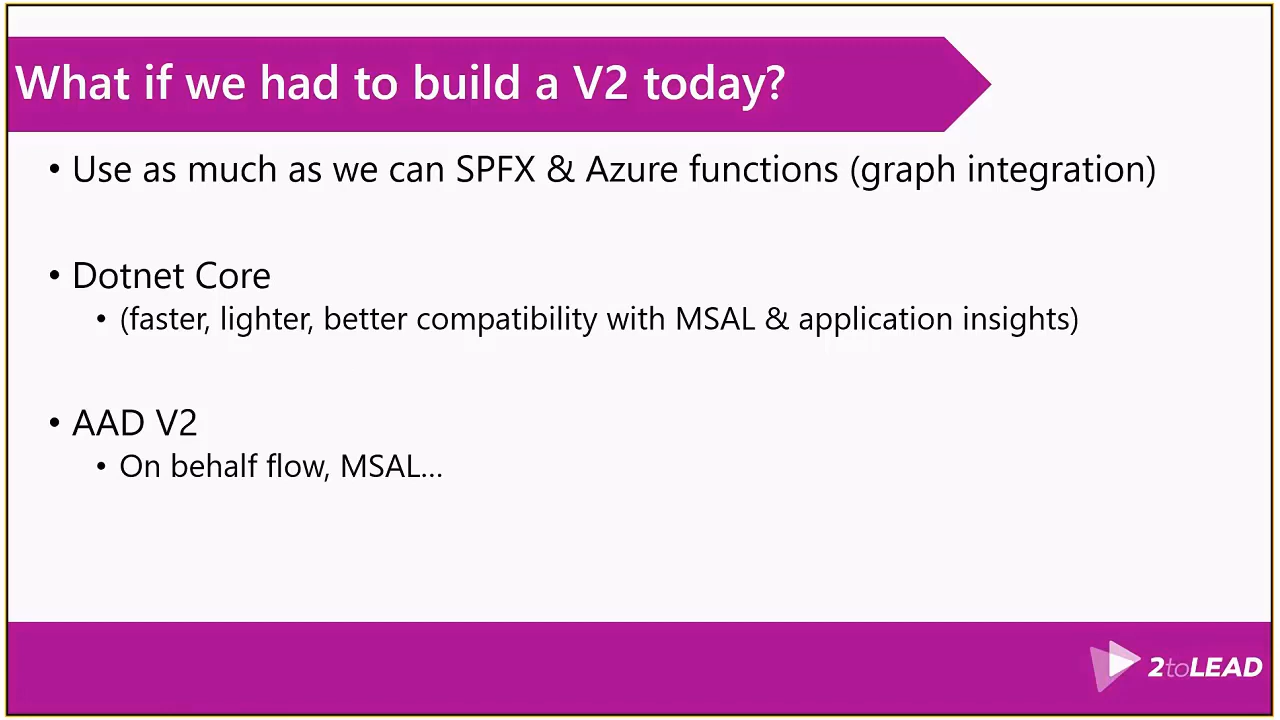 What if we had to build a V2 today?
• Use as much as we can SPFX & Azure functions (graph integration)
• Dotnet Core
• (faster, lighter, better compatibility with MSAL & application insights)
• AAD V2
• On behalf flow, MSAL...
2toLEAD